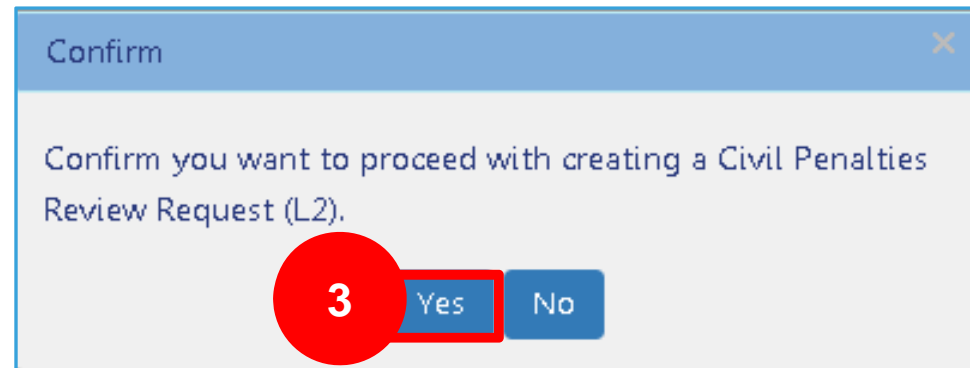 Confirm ×
Confirm you want to proceed with creating a Civil Penalties
Review Request (L2).
3 Yes No